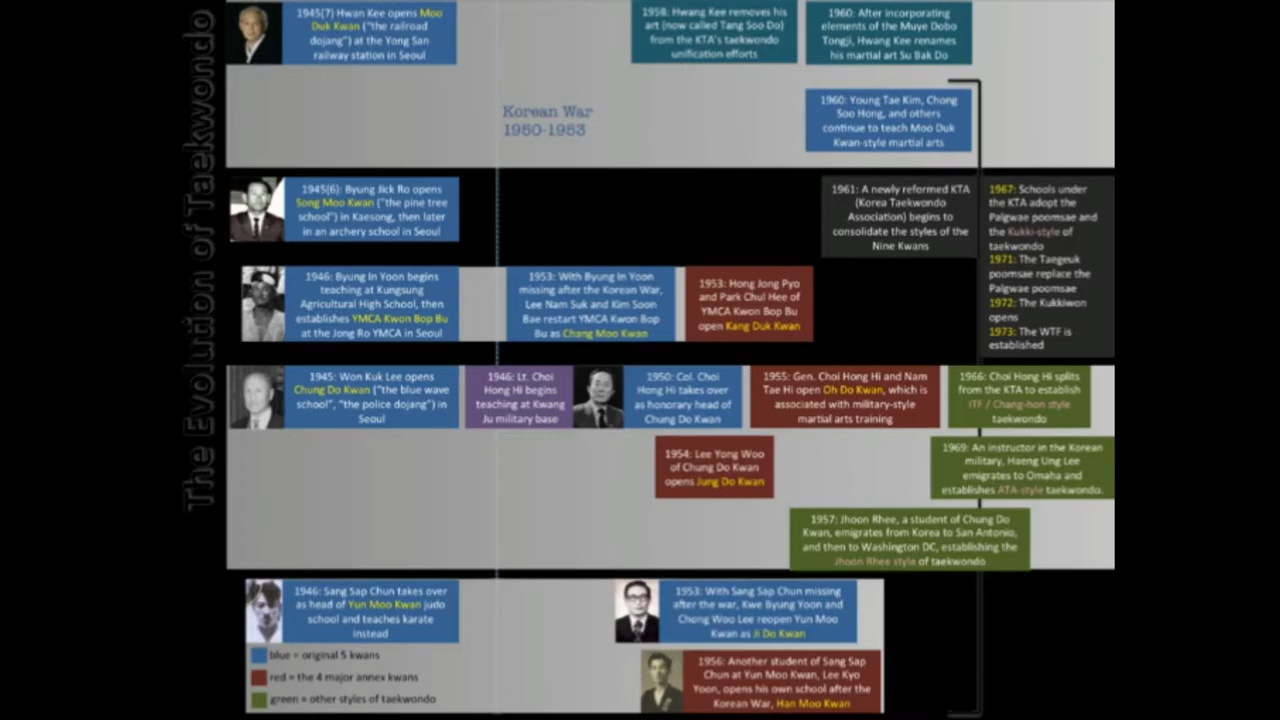 The Evolution of Taekwondo
1945(7) Hwan Kee opens Moo
Duk Kwan ("the railroad
dojang") at the Yong San
railway station in Seoul
1958: Hwang Kee removes his
art (now called Tang Soo Do)
from the KTA's taekwondo
unification efforts
1960: After incorporating
elements of the Muye Dobo
Tongji, Hwang Kee renames
his martial art Su Bak Do
Korean War
1950-1953
1960: Young Tae Kim, Chong
Soo Hong, and others
continue to teach Moo Duk
Kwan-style martial arts
1945(6): Byung Jick Ro opens
Song Moo Kwan ("the pine tree
school") in Kaesong, then later
in an archery school in Seoul
1961: A newly reformed KTA
(Korea Taekwondo
Association) begins to
consolidate the styles of the
Nine Kwans
1967: Schools under
the KTA adopt the
Palgwae poomsae and
the Kukki-style of
taekwondo
1971: The Taegeuk
poomsae replace the
Palgwae poomsae
1972: The Kukkiwon
opens
1973: The WTF is
established
1946: Byung In Yoon begins
teaching at Kungsung
Agricultural High School, then
establishes YMCA Kwon Bop Bu
at the Jong Ro YMCA in Seoul
1953: With Byung In Yoon
missing after the Korean War,
Lee Nam Suk and Kim Soon
Bae restart YMCA Kwon Bop
Bu as Chang Moo Kwan
1953: Hong Jong Pyo
and Park Chul Hee of
YMCA Kwon Bop Bu
open Kang Duk Kwan
1945: Won Kuk Lee opens
Chung Do Kwan ("the blue wave
school", "the police dojang") in
Seoul
1946: Lt. Choi
Hong Hi begins
teaching at Kwang
Ju military base
1950: Col. Choi
Hong Hi takes over
as honorary head of
Chung Do Kwan
1955: Gen. Choi Hong Hi and Nam
Tae Hi open Oh Do Kwan, which is
associated with military-style
martial arts training
1966: Choi Hong Hi splits
from the KTA to establish
ITF / Chang-hon style
taekwondo
1954: Lee Yong Woo
of Chung Do Kwan
opens Jung Do Kwan
1969: An instructor in the Korean
military, Haeng Ung Lee
emigrates to Omaha and
establishes ATA-style taekwondo.
1957: Jhoon Rhee, a student of Chung Do
Kwan, emigrates from Korea to San Antonio,
and then to Washington DC, establishing the
Jhoon Rhee style of taekwondo
1946: Sang Sap Chun takes over
as head of Yun Moo Kwan judo
school and teaches karate
instead
1953: With Sang Sap Chun missing
after the war, Kwe Byung Yoon and
Chong Woo Lee reopen Yun Moo
Kwan as Ji Do Kwan
1956: Another student of Sang Sap
Chun at Yun Moo Kwan, Lee Kyo
Yoon, opens his own school after the
Korean War, Han Moo Kwan
blue = original 5 kwans
red = the 4 major annex kwans
green = other styles of taekwondo